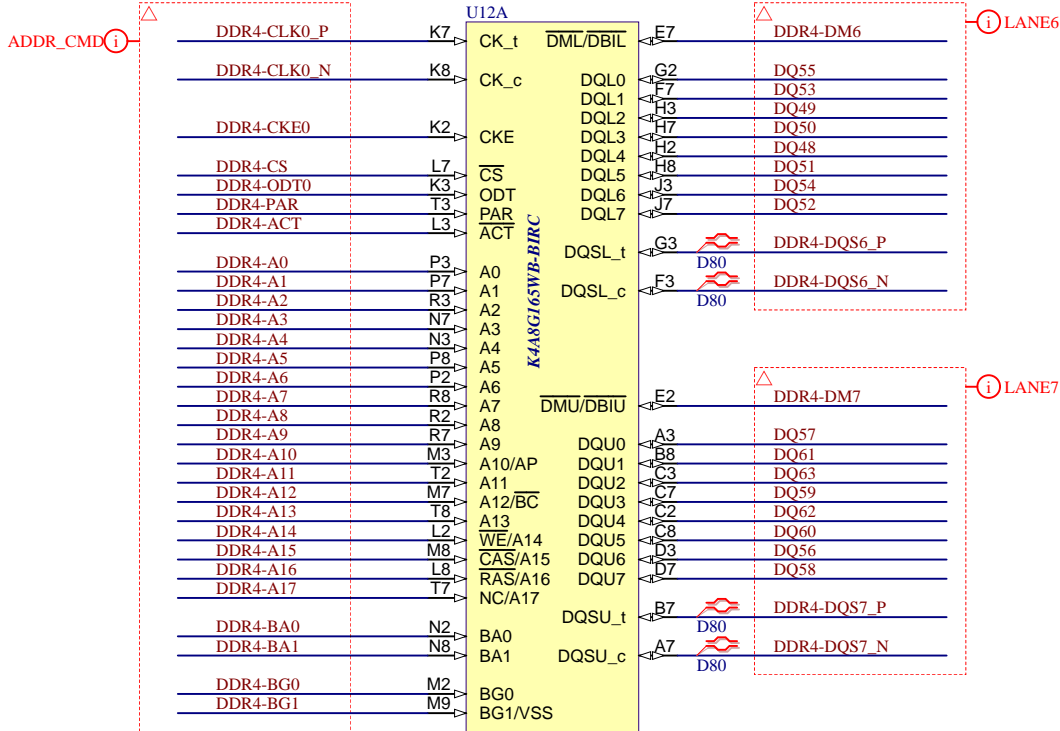 U12A
ADDR_CMD i
DDR4-CLK0_P K7 CK_t DML/DBIL E7 DDR4-DM6 i LANE6
DDR4-CLK0_N K8 CK_c DQL0 G2 DQ55
DQL1 F7 DQ53
DQL2 H3 DQ49
DDR4-CKE0 K2 CKE DQL3 H7 DQ50
DQL4 H2 DQ48
DDR4-CS L7 CS DQL5 H8 DQ51
DDR4-ODT0 K3 ODT DQL6 J3 DQ54
DDR4-PAR T3 PAR DQL7 J7 DQ52
DDR4-ACT L3 ACT
DQSL_t G3 D80 DDR4-DQS6_P
DDR4-A0 P3 A0
DDR4-A1 P7 A1 DQSL_c F3 D80 DDR4-DQS6_N
DDR4-A2 R3 A2
DDR4-A3 N7 A3
DDR4-A4 N3 A4
DDR4-A5 P8 A5
DDR4-A6 P2 A6
K4A8G165WB-BIRC
DDR4-A7 R8 A7 DMU/DBIU E2 DDR4-DM7 i LANE7
DDR4-A8 R2 A8
DDR4-A9 R7 A9 DQU0 A3 DQ57
DDR4-A10 M3 A10/AP DQU1 B8 DQ61
DDR4-A11 T2 A11 DQU2 C3 DQ63
DDR4-A12 M7 A12/BC DQU3 C7 DQ59
DDR4-A13 T8 A13 DQU4 C2 DQ62
DDR4-A14 L2 WE/A14 DQU5 C8 DQ60
DDR4-A15 M8 CAS/A15 DQU6 D3 DQ56
DDR4-A16 L8 RAS/A16 DQU7 D7 DQ58
DDR4-A17 T7 NC/A17
DQSU_t B7 D80 DDR4-DQS7_P
DDR4-BA0 N2 BA0
DDR4-BA1 N8 BA1 DQSU_c A7 D80 DDR4-DQS7_N
DDR4-BG0 M2 BG0
DDR4-BG1 M9 BG1/VSS